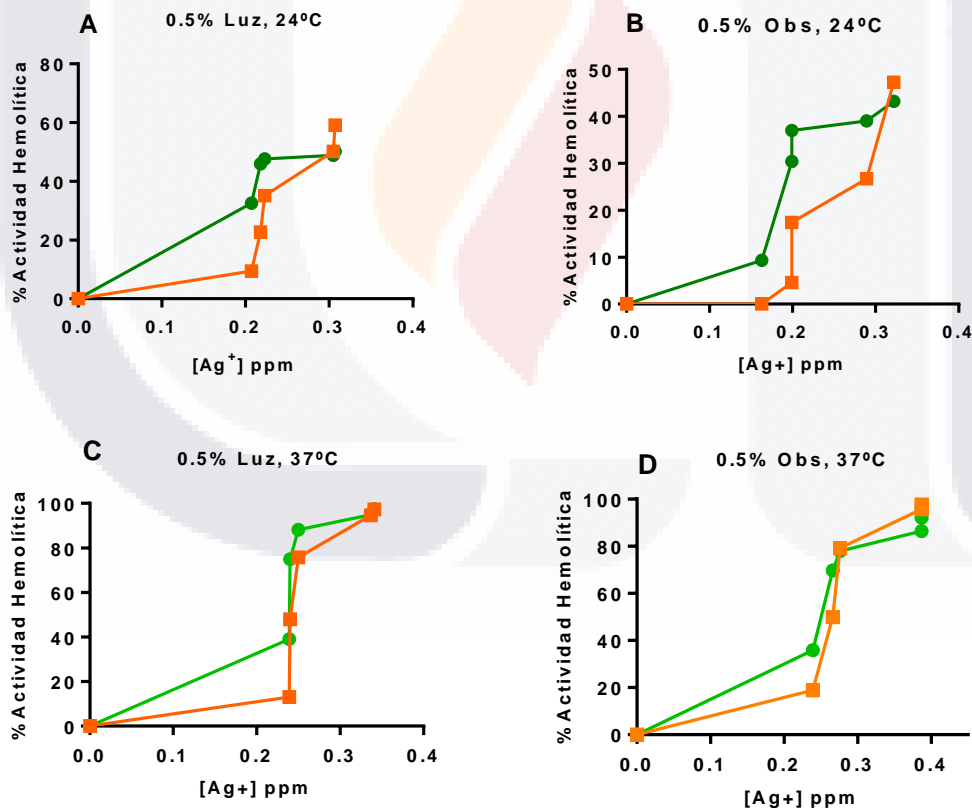 A
0.5% Luz, 24ºC
% Actividad Hemolítica
80
60
40
20
0
0.0 0.1 0.2 0.3 0.4
[Ag+] ppm
B
0.5% Obs, 24ºC
% Actividad Hemolítica
50
40
30
20
10
0
0.0 0.1 0.2 0.3 0.4
[Ag+] ppm
C
0.5% Luz, 37ºC
% Actividad Hemolítica
100
80
60
40
20
0
0.0 0.1 0.2 0.3 0.4
[Ag+] ppm
D
0.5% Obs, 37ºC
% Actividad Hemolítica
100
80
60
40
20
0
0.0 0.1 0.2 0.3 0.4
[Ag+] ppm